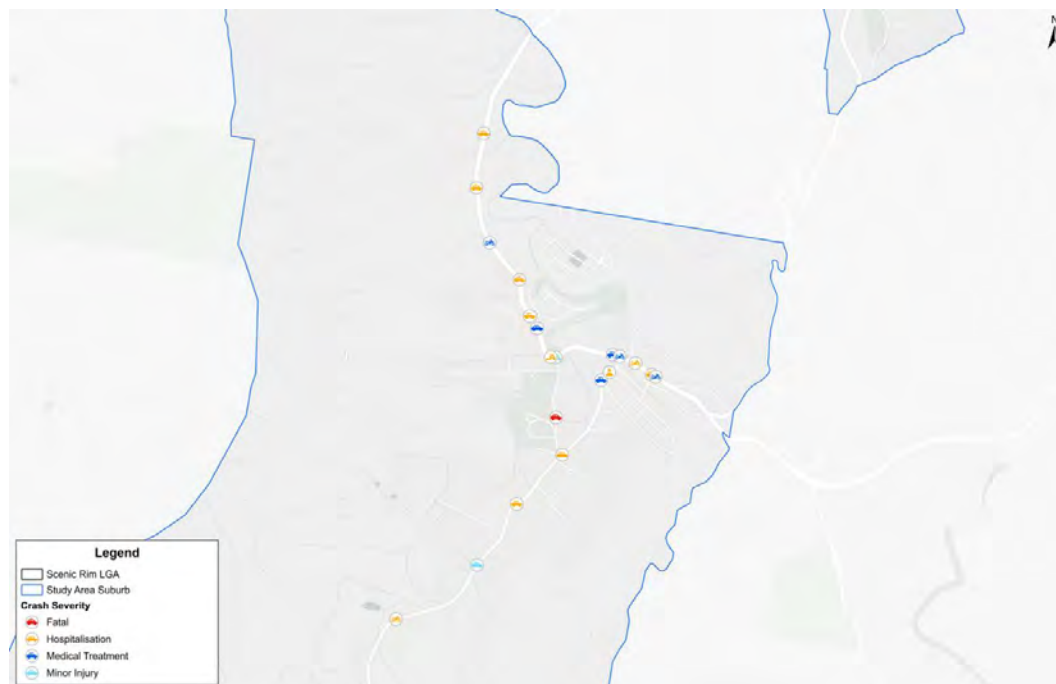 N
Legend
Scenic Rim LGA
Study Area Suburb
Crash Severity
Fatal
Hospitalisation
Medical Treatment
Minor Injury